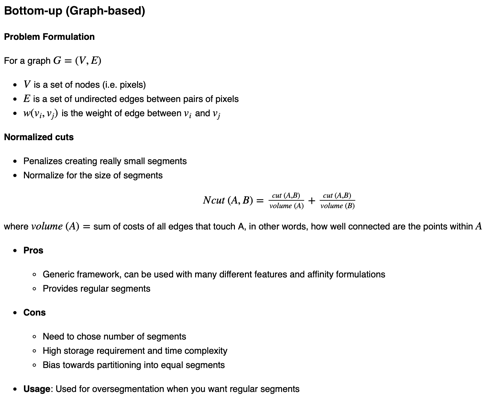 Bottom-up (Graph-based)
Problem Formulation
For a graph G = (V, E)
• V is a set of nodes (i.e. pixels)
• E is a set of undirected edges between pairs of pixels
• w(vᵢ, vⱼ) is the weight of edge between vᵢ and vⱼ
Normalized cuts
• Penalizes creating really small segments
• Normalize for the size of segments
Ncut (A, B) = cut (A,B) / volume (A) + cut (A,B) / volume (B)
where volume (A) = sum of costs of all edges that touch A, in other words, how well connected are the points within A
• Pros
◦ Generic framework, can be used with many different features and affinity formulations
◦ Provides regular segments
• Cons
◦ Need to chose number of segments
◦ High storage requirement and time complexity
◦ Bias towards partitioning into equal segments
• Usage: Used for oversegmentation when you want regular segments